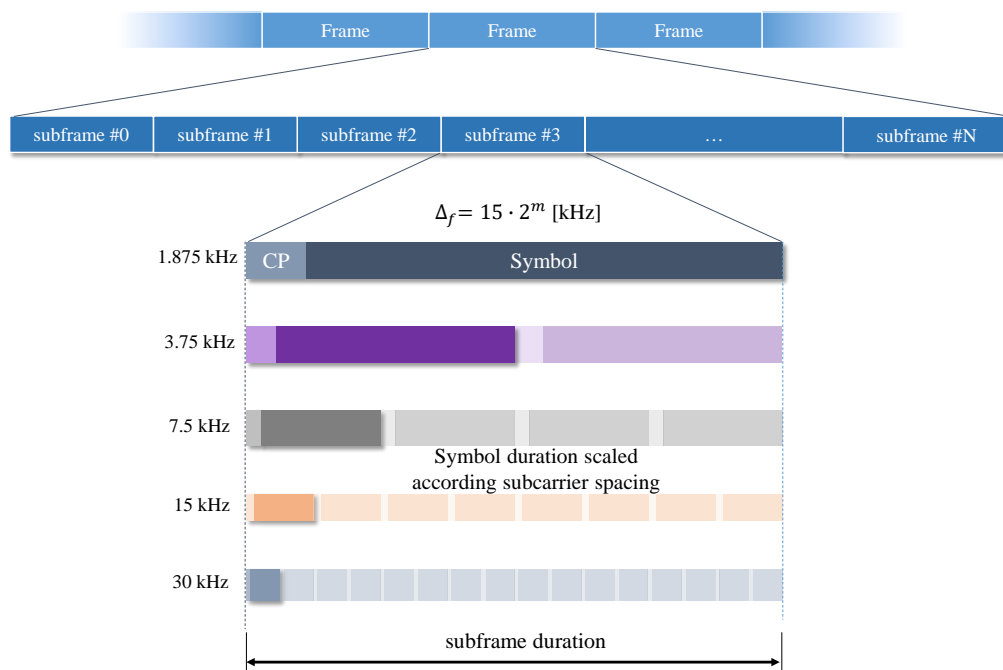 Frame Frame Frame
subframe #0 subframe #1 subframe #2 subframe #3 … subframe #N
Δ_f = 15 · 2^m [kHz]
1.875 kHz CP Symbol
3.75 kHz
7.5 kHz
Symbol duration scaled
according subcarrier spacing
15 kHz
30 kHz
subframe duration